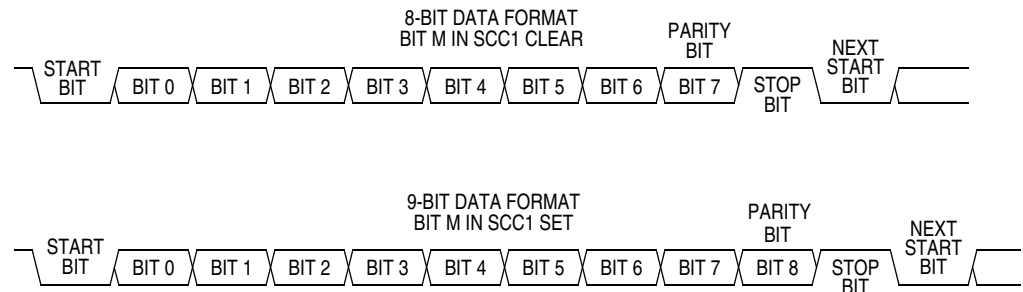 8-BIT DATA FORMAT
BIT M IN SCC1 CLEAR
PARITY
BIT
START
BIT
BIT 0
BIT 1
BIT 2
BIT 3
BIT 4
BIT 5
BIT 6
BIT 7
STOP
BIT
NEXT
START
BIT
9-BIT DATA FORMAT
BIT M IN SCC1 SET
PARITY
BIT
START
BIT
BIT 0
BIT 1
BIT 2
BIT 3
BIT 4
BIT 5
BIT 6
BIT 7
BIT 8
STOP
BIT
NEXT
START
BIT